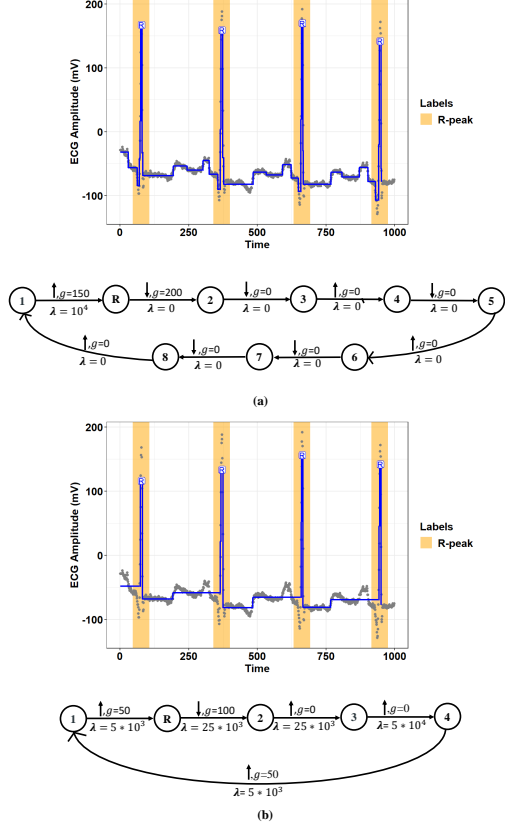 200
100
0
-100
ECG Amplitude (mV)
R R R R
0 250 500 750 1000
Time
Labels
R-peak
↑,g=150 ↓,g=200 ↓,g=0 ↑,g=0 ↓,g=0
1 R 2 3 4 5
λ = 10⁴ λ = 0 λ = 0 λ = 0 λ = 0
↑,g=0 ↓,g=0 ↓,g=0 ↑,g=0
8 7 6
λ = 0 λ = 0 λ = 0 λ = 0
(a)
200
100
0
-100
ECG Amplitude (mV)
R R R R
0 250 500 750 1000
Time
Labels
R-peak
↑,g=50 ↓,g=100 ↑,g=0 ↑,g=0
1 R 2 3 4
λ = 5 * 10³ λ = 25 * 10³ λ = 25 * 10³ λ= 5 * 10⁴
↑,g=50
λ= 5 * 10³
(b)